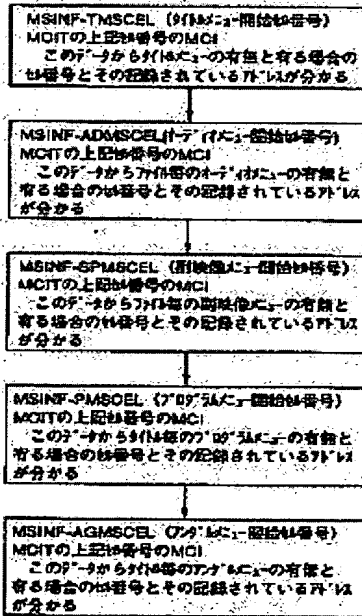 MSINF-TMSCEL (ﾀｲﾄﾙﾒﾆｭｰ開始ｾﾙ番号)
MCITの上記ｾﾙ番号のMCI
このﾃﾞｰﾀからﾀｲﾄﾙﾒﾆｭｰの有無と有る場合の
ｾﾙ番号とその記録されているｱﾄﾞﾚｽが分かる
MSINF-ADMSCEL(ｵｰﾃﾞｨｵﾒﾆｭｰ開始ｾﾙ番号)
MCITの上記ｾﾙ番号のMCI
このﾃﾞｰﾀからﾌｧｲﾙ毎のｵｰﾃﾞｨｵﾒﾆｭｰの有無と
有る場合のｾﾙ番号とその記録されているｱﾄﾞﾚｽ
が分かる
MSINF-SPMSCEL (副映像ﾒﾆｭｰ開始ｾﾙ番号)
MCITの上記ｾﾙ番号のMCI
このﾃﾞｰﾀからﾌｧｲﾙ毎の副映像ﾒﾆｭｰの有無と
有る場合のｾﾙ番号とその記録されているｱﾄﾞﾚｽ
が分かる
MSINF-PMSCEL (ﾌﾟﾛｸﾞﾗﾑﾒﾆｭｰ開始ｾﾙ番号)
MCITの上記ｾﾙ番号のMCI
このﾃﾞｰﾀからﾀｲﾄﾙ毎のﾌﾟﾛｸﾞﾗﾑﾒﾆｭｰの有無と
有る場合のｾﾙ番号とその記録されているｱﾄﾞﾚｽ
が分かる
MSINF-AGMSCEL (ｱﾝｸﾞﾙﾒﾆｭｰ開始ｾﾙ番号)
MCITの上記ｾﾙ番号のMCI
このﾃﾞｰﾀからﾀｲﾄﾙ毎のｱﾝｸﾞﾙﾒﾆｭｰの有無と
有る場合のｾﾙ番号とその記録されているｱﾄﾞﾚｽ
が分かる